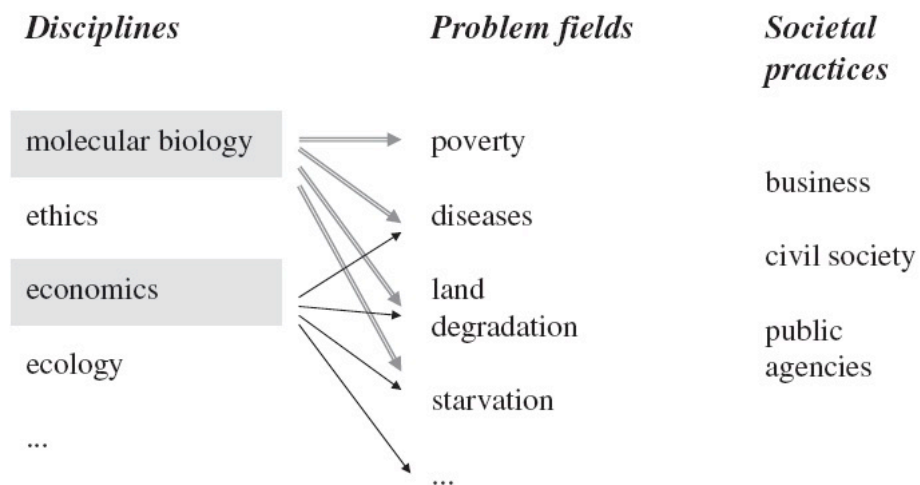 Disciplines
Problem fields
Societal
practices
molecular biology
ethics
economics
ecology
...
poverty
diseases
land
degradation
starvation
...
business
civil society
public
agencies